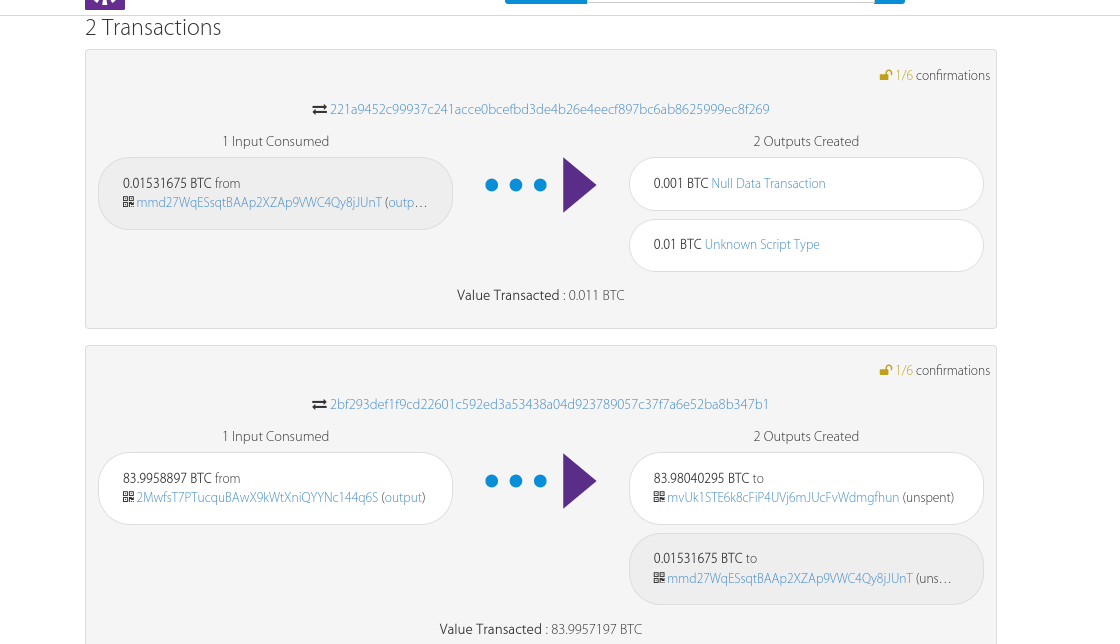 2 Transactions
1/6 confirmations
221a9452c99937c241acce0bcefbd3de4b26e4eecf897bc6ab8625999ec8f269
1 Input Consumed
2 Outputs Created
0.01531675 BTC from
mmd27WqESsqtBAAp2XZAp9VWC4Qy8jJUnT (outp…
0.001 BTC Null Data Transaction
0.01 BTC Unknown Script Type
Value Transacted : 0.011 BTC
1/6 confirmations
2bf293def1f9cd22601c592ed3a53438a04d923789057c37f7a6e52ba8b347b1
1 Input Consumed
2 Outputs Created
83.9958897 BTC from
2MwfsT7PTucquBAwX9kWtXniQYYNc144q6S (output)
83.98040295 BTC to
mvUk1STE6k8cFiP4UVj6mJUcFvWdmgfhun (unspent)
0.01531675 BTC to
mmd27WqESsqtBAAp2XZAp9VWC4Qy8jJUnT (uns…
Value Transacted : 83.9957197 BTC